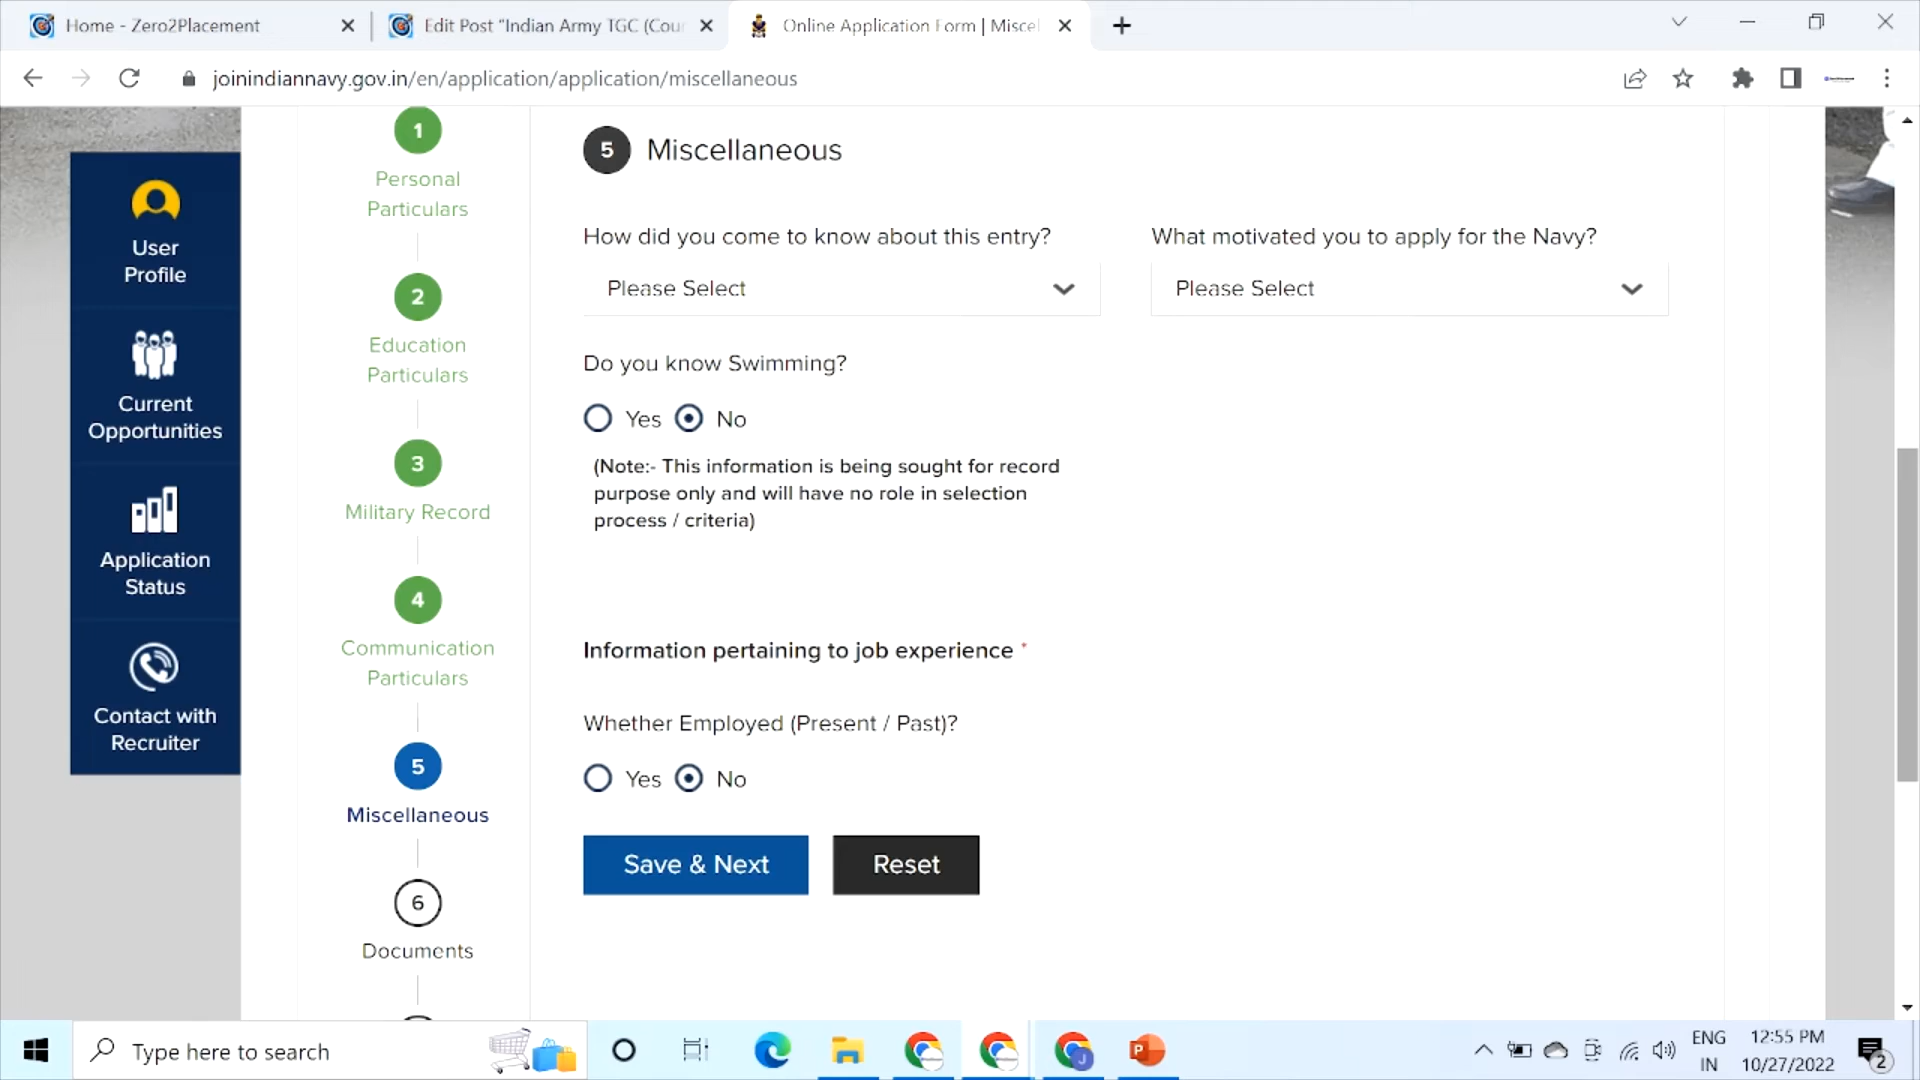 Home - Zero2Placement
Edit Post “Indian Army TGC (Cour
Online Application Form | Miscel
joinindiannavy.gov.in/en/application/application/miscellaneous
User
Profile
Current
Opportunities
Application
Status
Contact with
Recruiter
1
Personal
Particulars
2
Education
Particulars
3
Military Record
4
Communication
Particulars
5
Miscellaneous
6
Documents
5 Miscellaneous
How did you come to know about this entry?
Please Select
What motivated you to apply for the Navy?
Please Select
Do you know Swimming?
Yes No
(Note:- This information is being sought for record
purpose only and will have no role in selection
process / criteria)
Information pertaining to job experience *
Whether Employed (Present / Past)?
Yes No
Save & Next
Reset
Type here to search
J
P
ENG
IN
12:55 PM
10/27/2022
2